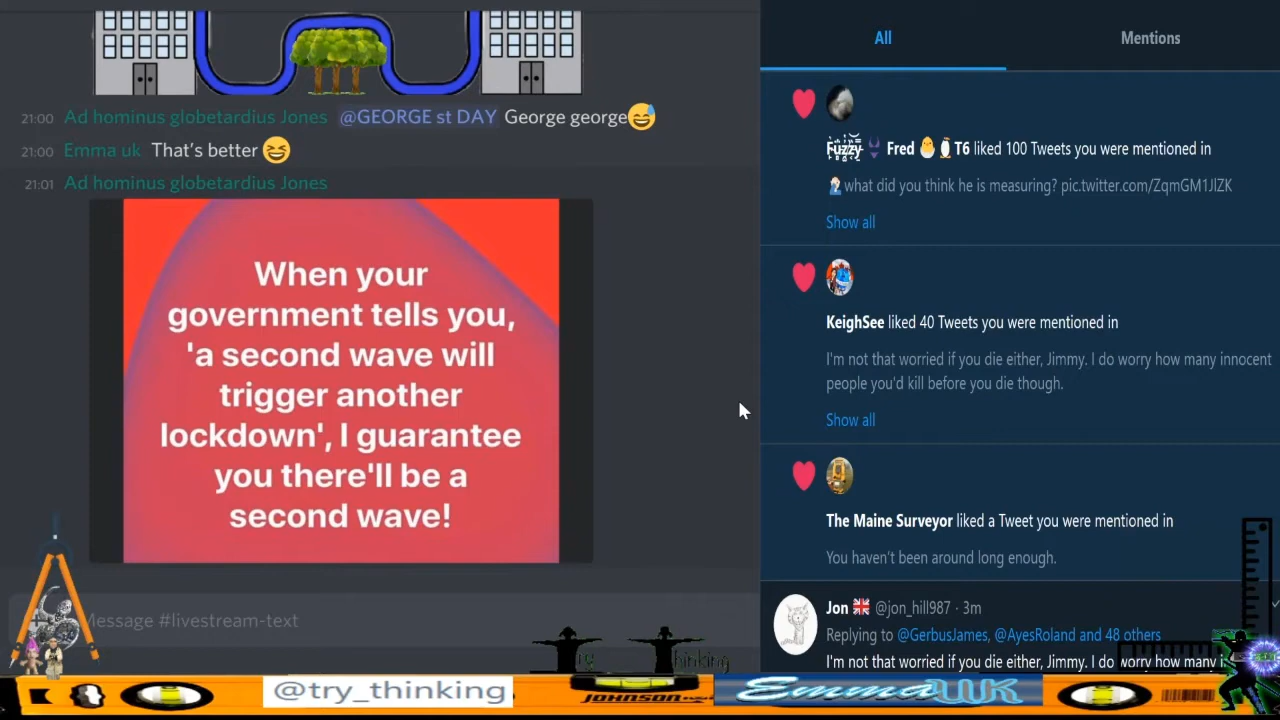 21:00 Ad hominus globetardius Jones @GEORGE st DAY George george😅
21:00 Emma uk That's better 😆
21:01 Ad hominus globetardius Jones
When your
government tells you,
'a second wave will
trigger another
lockdown', I guarantee
you there'll be a
second wave!
Message #livestream-text
All Mentions
Fuzzy Fred 🐣🐧T6 liked 100 Tweets you were mentioned in
🤦what did you think he is measuring? pic.twitter.com/ZqmGM1JlZK
Show all
KeighSee liked 40 Tweets you were mentioned in
I'm not that worried if you die either, Jimmy. I do worry how many innocent
people you'd kill before you die though.
Show all
The Maine Surveyor liked a Tweet you were mentioned in
You haven't been around long enough.
Jon 🇬🇧 @jon_hill987 · 3m
Replying to @GerbusJames, @AyesRoland and 48 others
I'm not that worried if you die either, Jimmy. I do worry how many i
Try Thinking
@try_thinking
JOHNSON
EmmaUK